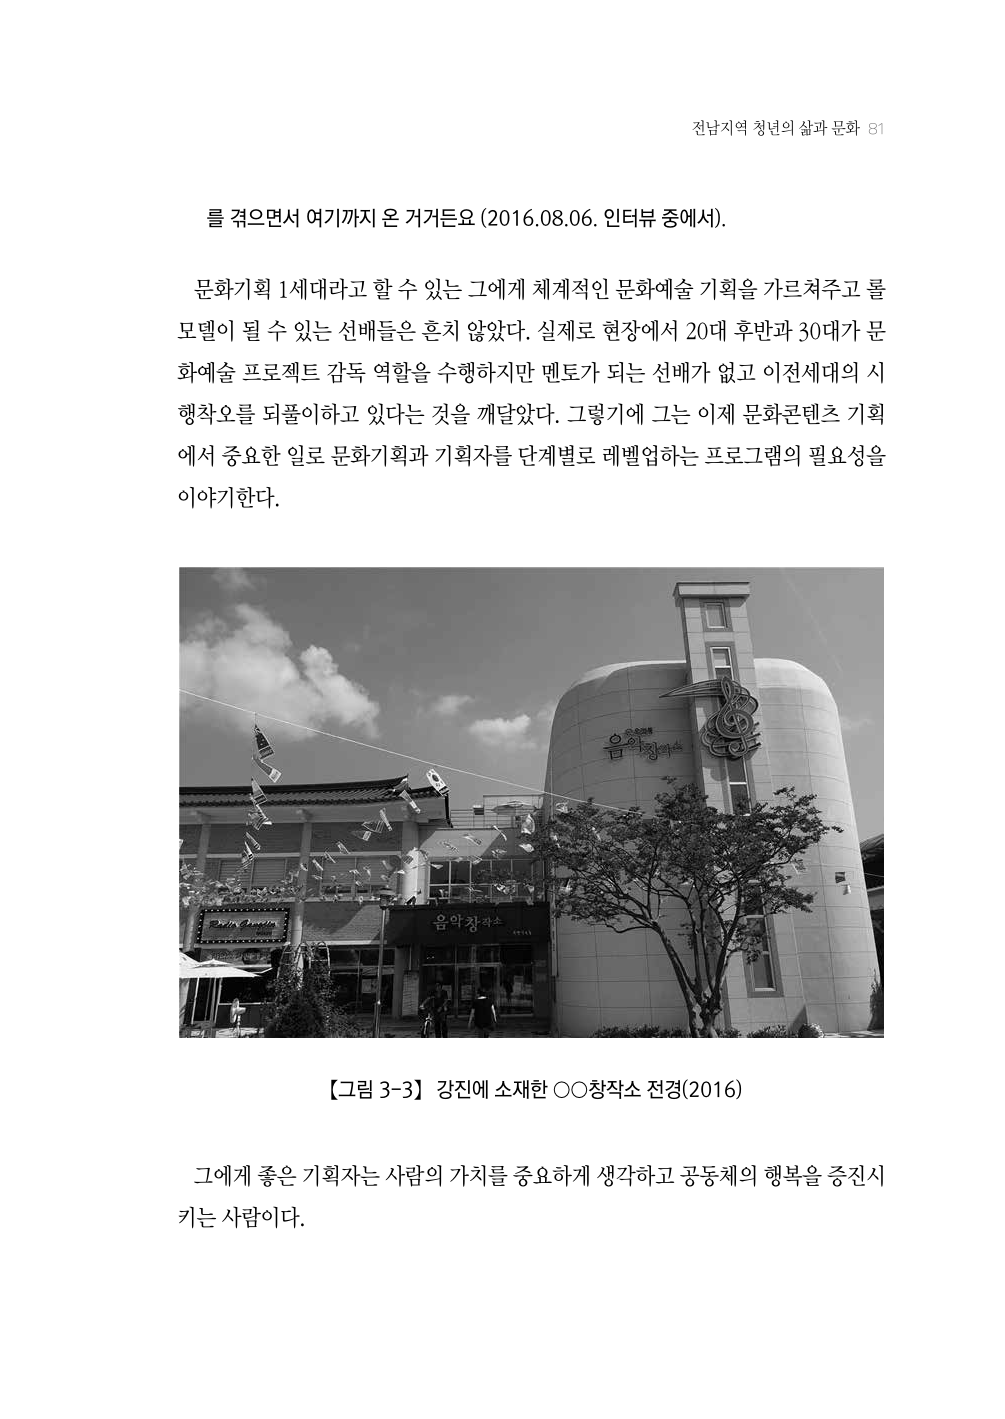 전남지역 청년의 삶과 문화 81
를 겪으면서 여기까지 온 거거든요 (2016.08.06. 인터뷰 중에서).
문화기획 1세대라고 할 수 있는 그에게 체계적인 문화예술 기획을 가르쳐주고 롤
모델이 될 수 있는 선배들은 흔치 않았다. 실제로 현장에서 20대 후반과 30대가 문
화예술 프로젝트 감독 역할을 수행하지만 멘토가 되는 선배가 없고 이전세대의 시
행착오를 되풀이하고 있다는 것을 깨달았다. 그렇기에 그는 이제 문화콘텐츠 기획
에서 중요한 일로 문화기획과 기획자를 단계별로 레벨업하는 프로그램의 필요성을
이야기한다.
음악창작소
음악창작소
【그림 3-3】 강진에 소재한 ○○창작소 전경(2016)
그에게 좋은 기획자는 사람의 가치를 중요하게 생각하고 공동체의 행복을 증진시
키는 사람이다.